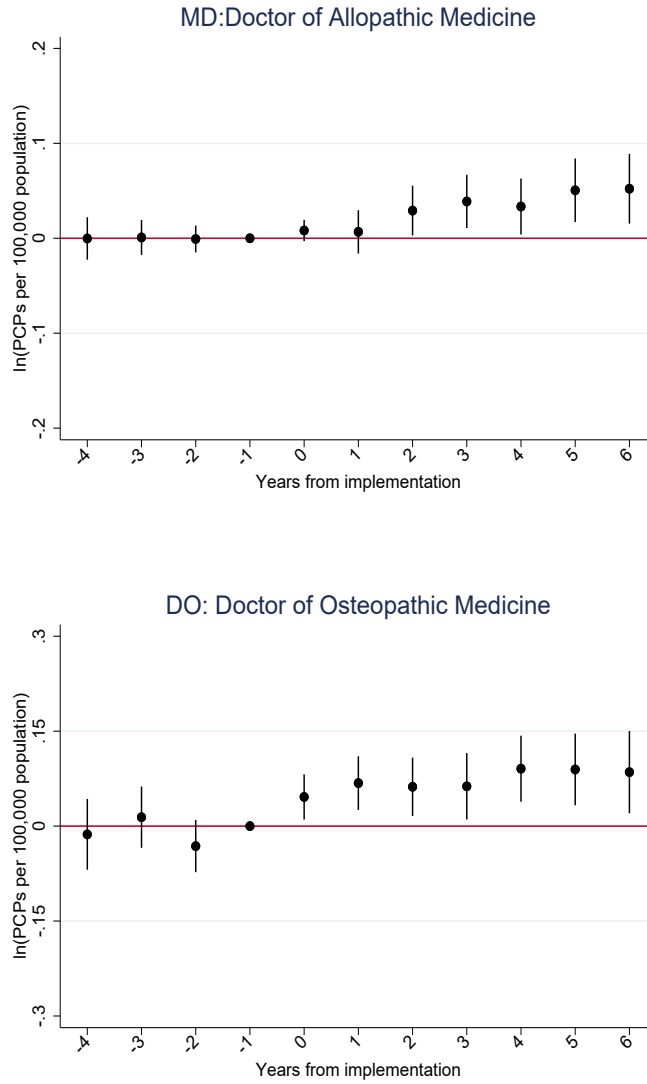 MD:Doctor of Allopathic Medicine
ln(PCPs per 100,000 population)
.2
.1
0
-.1
-.2
-4 -3 -2 -1 0 1 2 3 4 5 6
Years from implementation
DO: Doctor of Osteopathic Medicine
ln(PCPs per 100,000 population)
.3
.15
0
-.15
-.3
-4 -3 -2 -1 0 1 2 3 4 5 6
Years from implementation